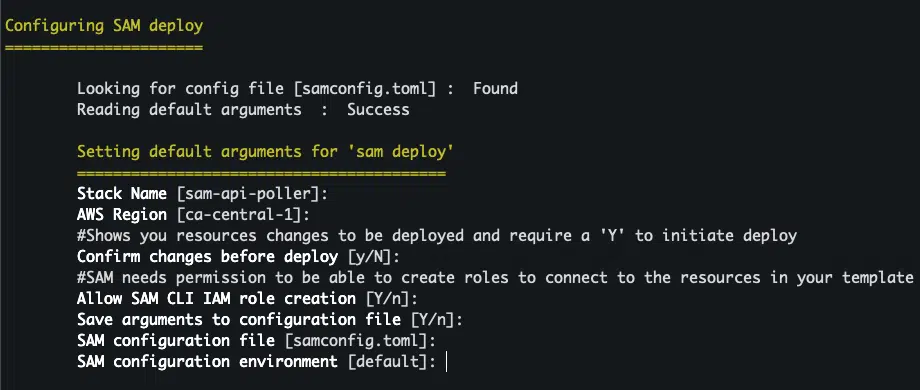 Configuring SAM deploy
======================
Looking for config file [samconfig.toml] :  Found
Reading default arguments  :  Success
Setting default arguments for 'sam deploy'
=========================================
Stack Name [sam-api-poller]:
AWS Region [ca-central-1]:
#Shows you resources changes to be deployed and require a 'Y' to initiate deploy
Confirm changes before deploy [y/N]:
#SAM needs permission to be able to create roles to connect to the resources in your template
Allow SAM CLI IAM role creation [Y/n]:
Save arguments to configuration file [Y/n]:
SAM configuration file [samconfig.toml]:
SAM configuration environment [default]: